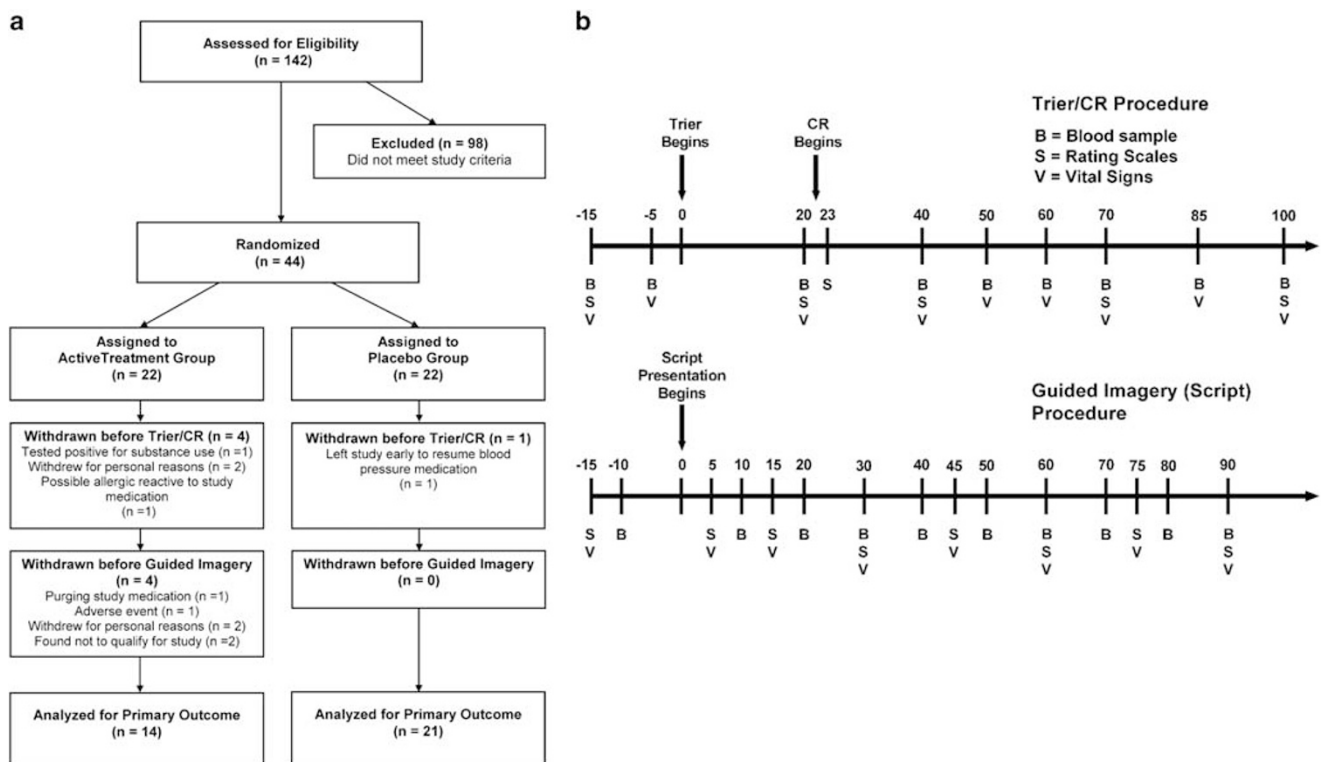 a
Assessed for Eligibility
(n = 142)
Excluded (n = 98)
Did not meet study criteria
Randomized
(n = 44)
Assigned to
ActiveTreatment Group
(n = 22)
Assigned to
Placebo Group
(n = 22)
Withdrawn before Trier/CR (n = 4)
Tested positive for substance use (n =1)
Withdrew for personal reasons (n = 2)
Possible allergic reactive to study
medication
(n =1)
Withdrawn before Trier/CR (n = 1)
Left study early to resume blood
pressure medication
(n = 1)
Withdrawn before Guided Imagery
(n = 4)
Purging study medication (n =1)
Adverse event (n = 1)
Withdrew for personal reasons (n = 2)
Found not to qualify for study (n =2)
Withdrawn before Guided Imagery
(n = 0)
Analyzed for Primary Outcome
(n = 14)
Analyzed for Primary Outcome
(n = 21)
b
Trier/CR Procedure
B = Blood sample
S = Rating Scales
V = Vital Signs
Trier
Begins
CR
Begins
-15 -5 0 20 23 40 50 60 70 85 100
B B B S B B B B B B
S V S S V V S V S
V V V V V
Guided Imagery (Script)
Procedure
Script
Presentation
Begins
-15 -10 0 5 10 15 20 30 40 45 50 60 70 75 80 90
S B S B S B B B S B B B S B B
V V V S V S V S
V V V